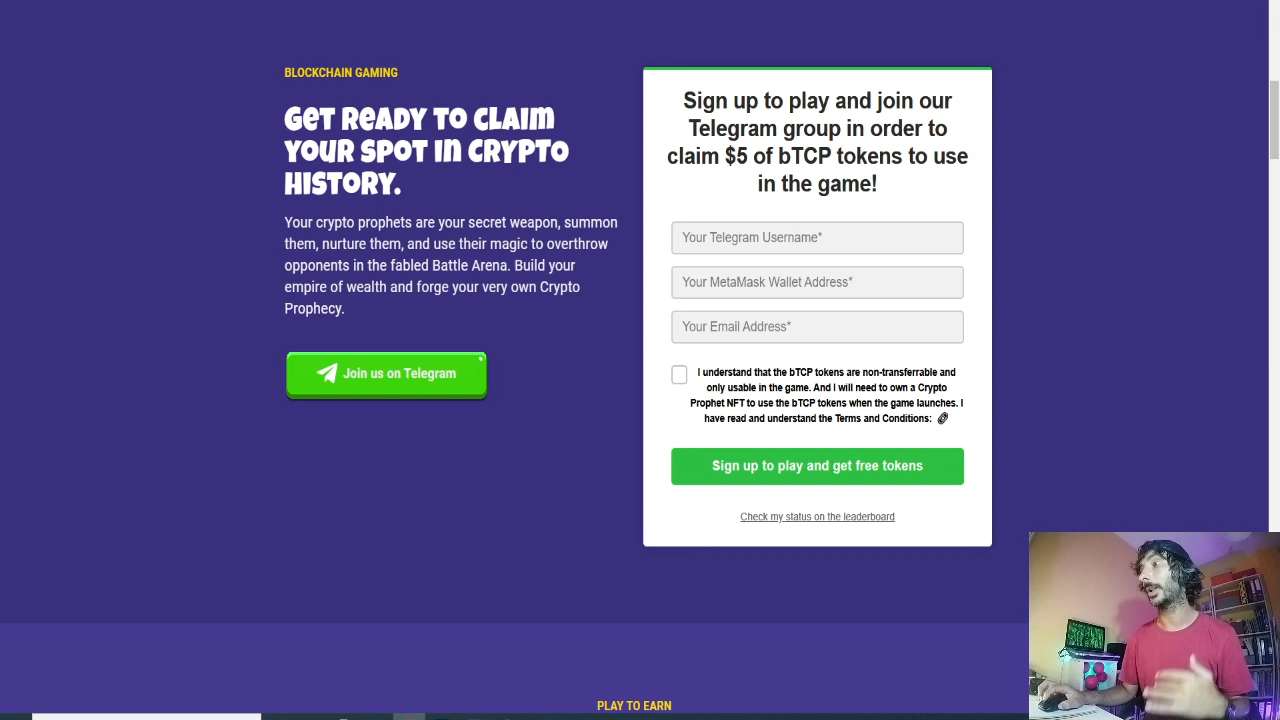 BLOCKCHAIN GAMING
Get Ready to Claim
Your Spot in Crypto
History.
Your crypto prophets are your secret weapon, summon
them, nurture them, and use their magic to overthrow
opponents in the fabled Battle Arena. Build your
empire of wealth and forge your very own Crypto
Prophecy.
Join us on Telegram
Sign up to play and join our
Telegram group in order to
claim $5 of bTCP tokens to use
in the game!
Your Telegram Username*
Your MetaMask Wallet Address*
Your Email Address*
I understand that the bTCP tokens are non-transferrable and
only usable in the game. And I will need to own a Crypto
Prophet NFT to use the bTCP tokens when the game launches. I
have read and understand the Terms and Conditions:
Sign up to play and get free tokens
Check my status on the leaderboard
PLAY TO EARN